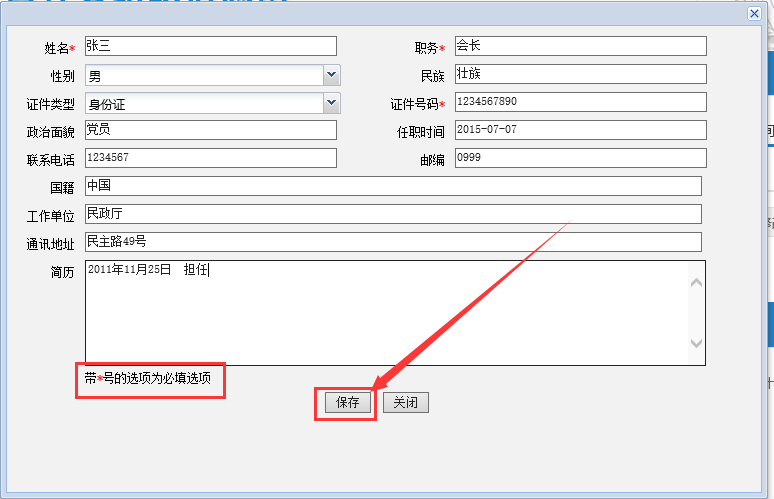 姓名* 张三 职务* 会长
性别 男 民族 壮族
证件类型 身份证 证件号码* 1234567890
政治面貌 党员 任职时间 2015-07-07
联系电话 1234567 邮编 0999
国籍 中国
工作单位 民政厅
通讯地址 民主路49号
简历 2011年11月25日 担任
带*号的选项为必填选项
保存 关闭